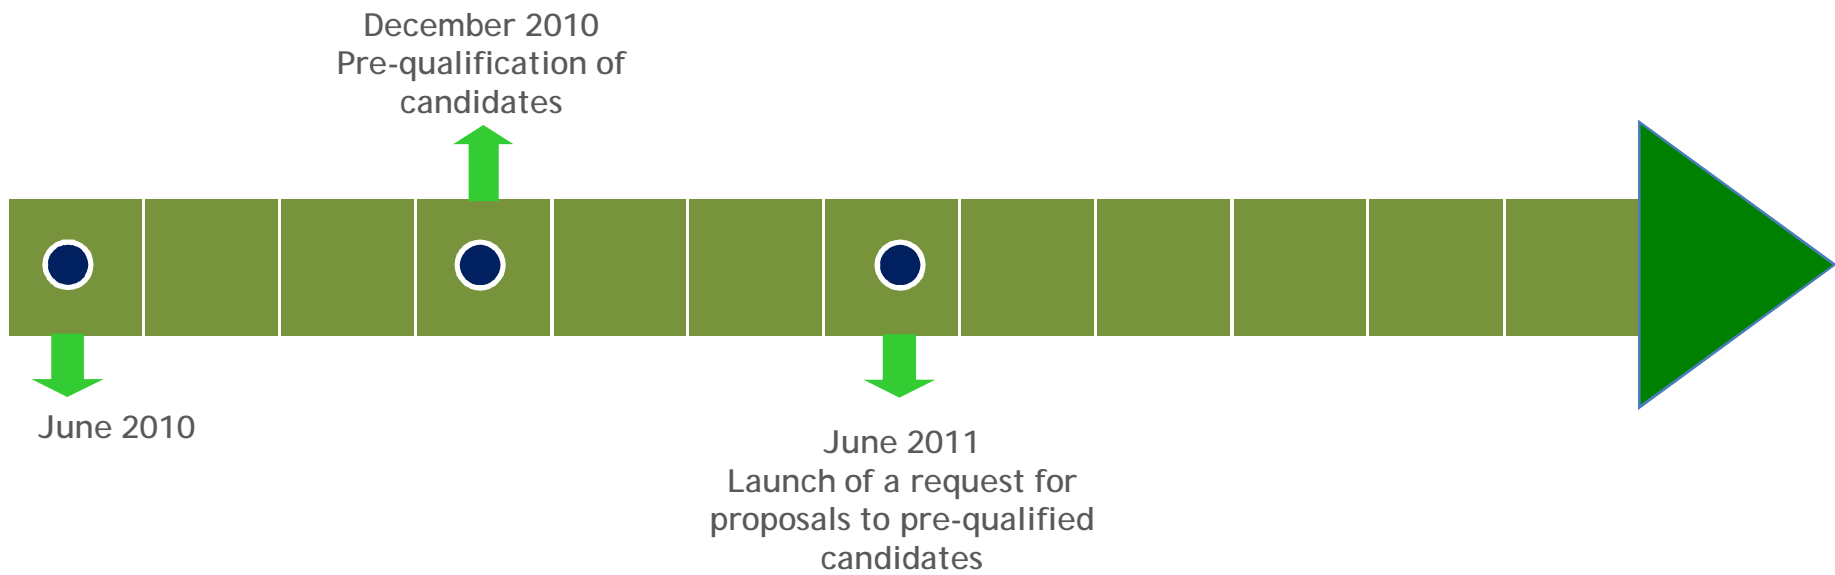 December 2010
Pre-qualification of
candidates
June 2010
June 2011
Launch of a request for
proposals to pre-qualified
candidates